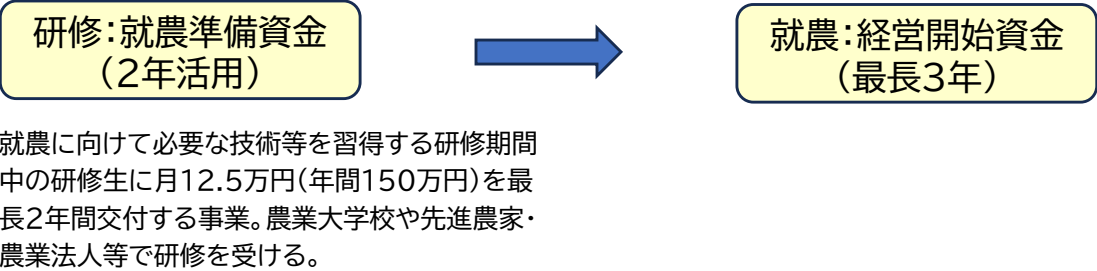 研修：就農準備資金
（2年活用）
就農：経営開始資金
（最長3年）
就農に向けて必要な技術等を習得する研修期間
中の研修生に月12.5万円（年間150万円）を最
長2年間交付する事業。農業大学校や先進農家・
農業法人等で研修を受ける。